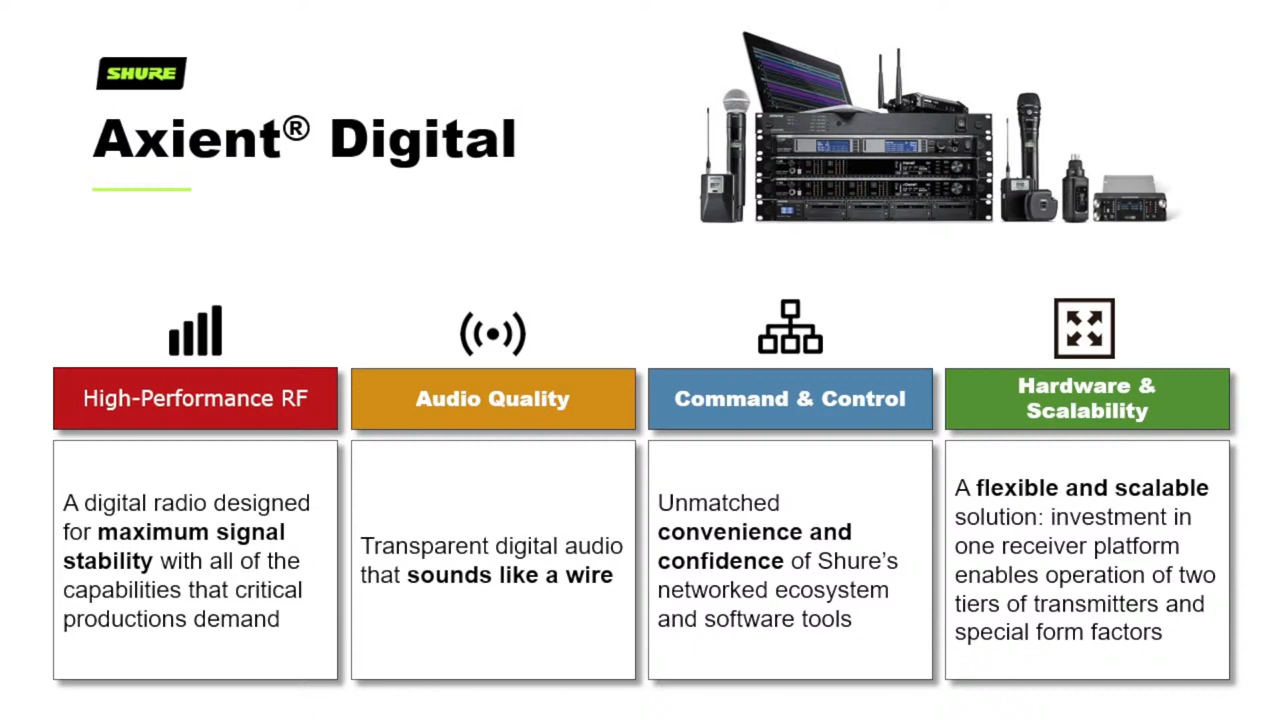 SHURE
Axient® Digital
High-Performance RF
A digital radio designed
for maximum signal
stability with all of the
capabilities that critical
productions demand
Audio Quality
Transparent digital audio
that sounds like a wire
Command & Control
Unmatched
convenience and
confidence of Shure’s
networked ecosystem
and software tools
Hardware &
Scalability
A flexible and scalable
solution: investment in
one receiver platform
enables operation of two
tiers of transmitters and
special form factors